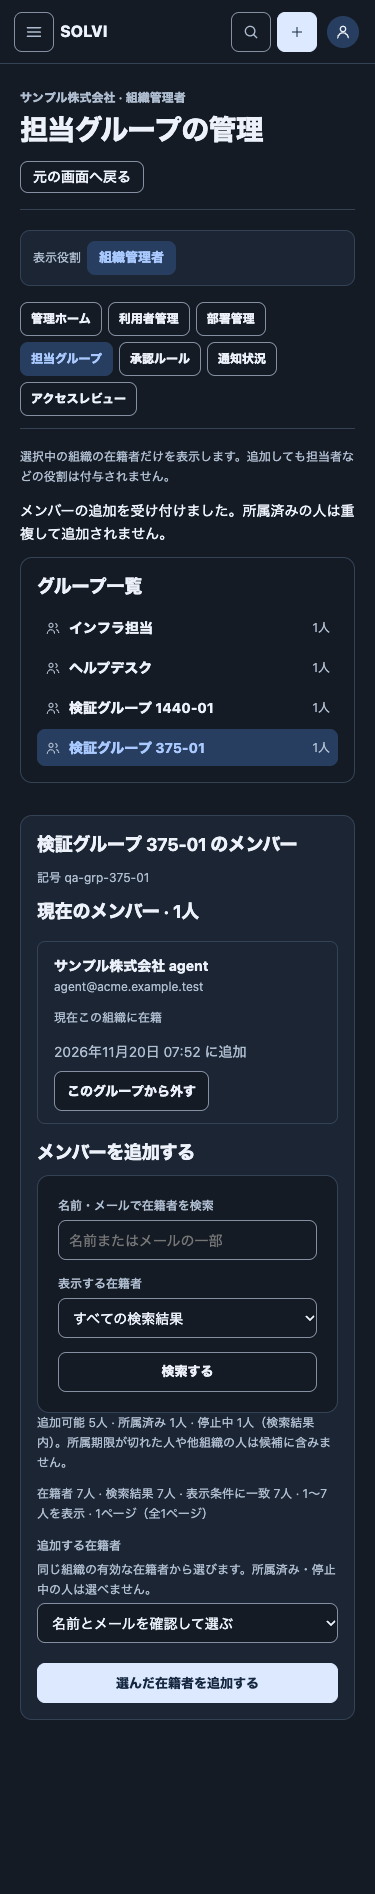 SOLVI
サンプル株式会社 · 組織管理者
担当グループの管理
元の画面へ戻る
表示役割 組織管理者
管理ホーム 利用者管理 部署管理
担当グループ 承認ルール 通知状況
アクセスレビュー
選択中の組織の在籍者だけを表示します。追加しても担当者な
どの役割は付与されません。
メンバーの追加を受け付けました。所属済みの人は重
複して追加されません。
グループ一覧
インフラ担当 1人
ヘルプデスク 1人
検証グループ 1440-01 1人
検証グループ 375-01 1人
検証グループ 375-01 のメンバー
記号 qa-grp-375-01
現在のメンバー · 1人
サンプル株式会社 agent
agent@acme.example.test
現在この組織に在籍
2026年11月20日 07:52 に追加
このグループから外す
メンバーを追加する
名前・メールで在籍者を検索
名前またはメールの一部
表示する在籍者
すべての検索結果
検索する
追加可能 5人 · 所属済み 1人 · 停止中 1人（検索結果
内）。所属期限が切れた人や他組織の人は候補に含みま
せん。
在籍者 7人 · 検索結果 7人 · 表示条件に一致 7人 · 1〜7
人を表示 · 1ページ（全1ページ）
追加する在籍者
同じ組織の有効な在籍者から選びます。所属済み・停止
中の人は選べません。
名前とメールを確認して選ぶ
選んだ在籍者を追加する